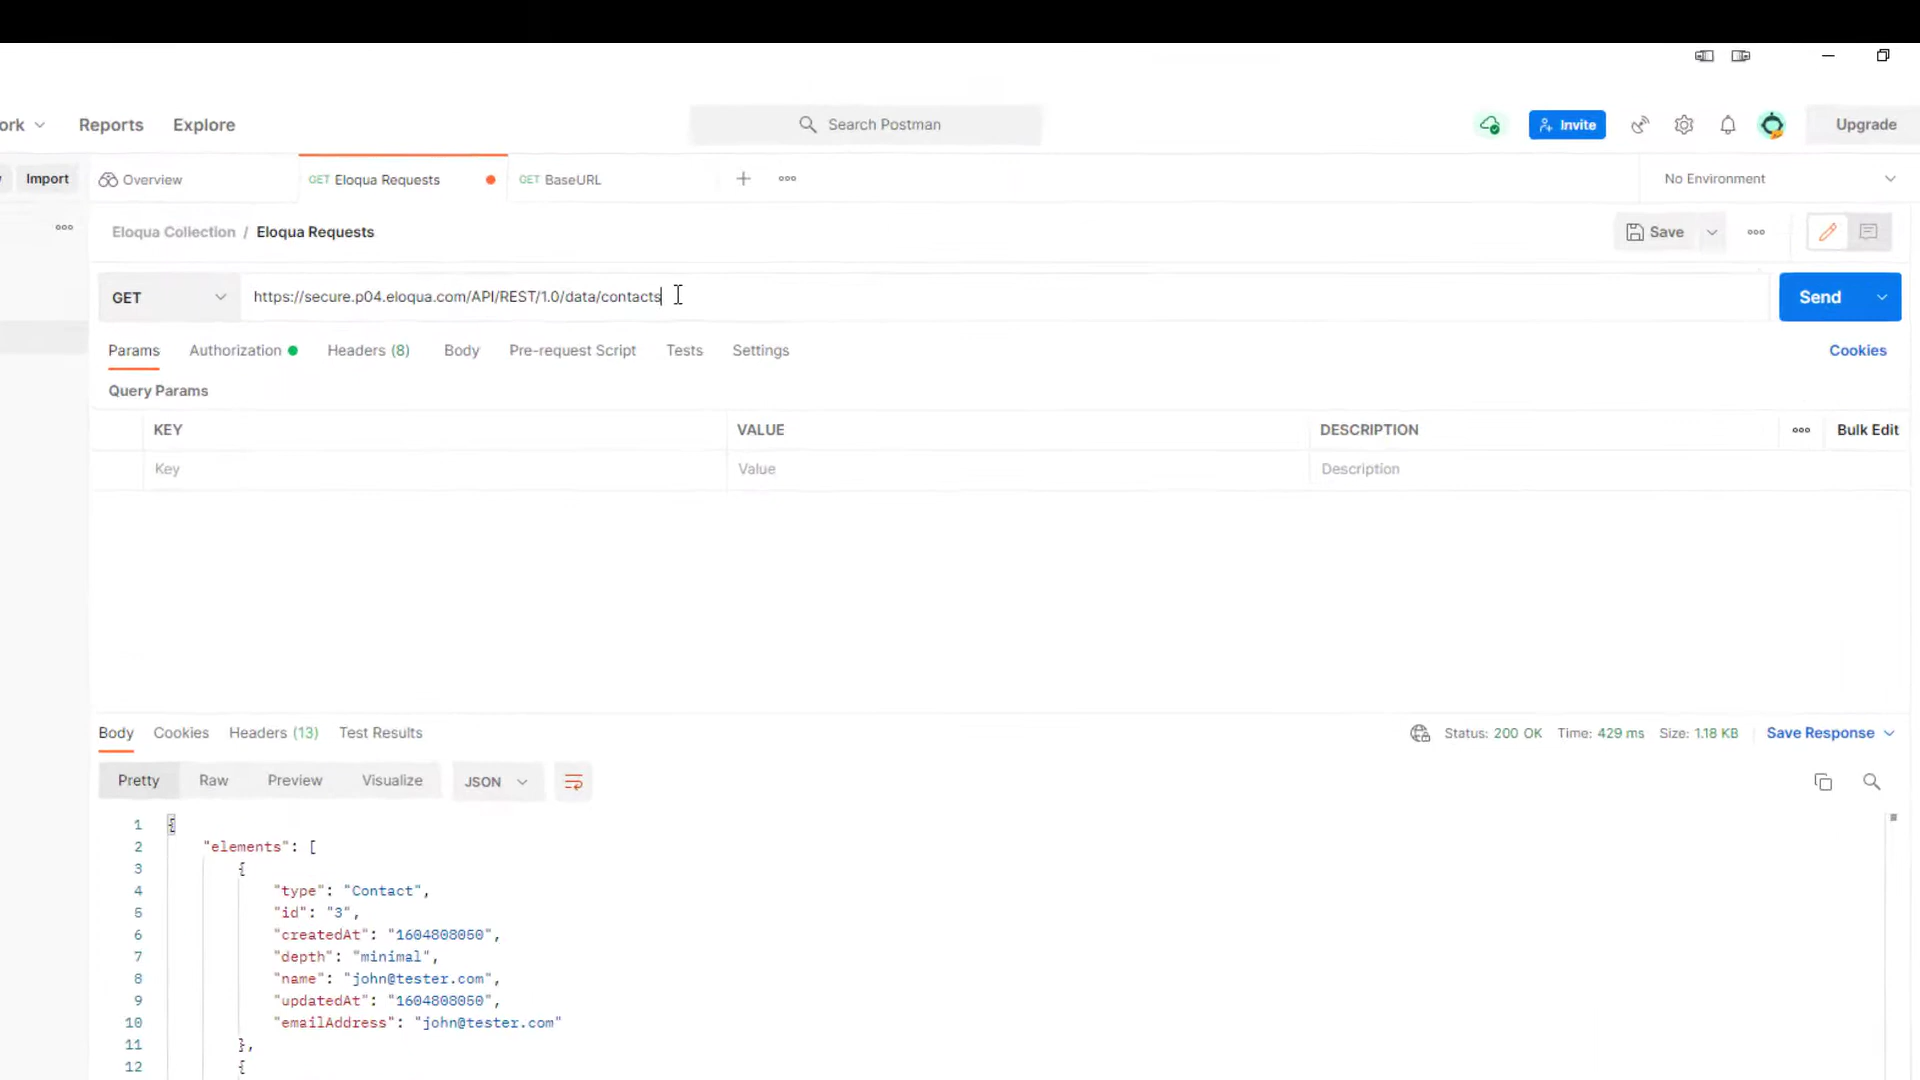 ork Reports Explore Search Postman Invite Upgrade
Import Overview GET Eloqua Requests GET BaseURL No Environment
Eloqua Collection / Eloqua Requests Save
GET https://secure.p04.eloqua.com/API/REST/1.0/data/contacts Send
Params Authorization Headers (8) Body Pre-request Script Tests Settings Cookies
Query Params
KEY VALUE DESCRIPTION Bulk Edit
Key Value Description
Body Cookies Headers (13) Test Results Status: 200 OK Time: 429 ms Size: 1.18 KB Save Response
Pretty Raw Preview Visualize JSON
1 {
2 "elements": [
3 {
4 "type": "Contact",
5 "id": "3",
6 "createdAt": "1604808050",
7 "depth": "minimal",
8 "name": "john@tester.com",
9 "updatedAt": "1604808050",
10 "emailAddress": "john@tester.com"
11 },
12 {